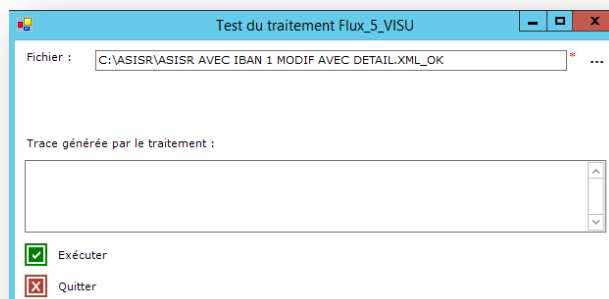 Test du traitement Flux_5_VISU
Fichier : C:\ASISR\ASISR AVEC IBAN 1 MODIF AVEC DETAIL.XML_OK * ...
Trace générée par le traitement :
Exécuter
Quitter